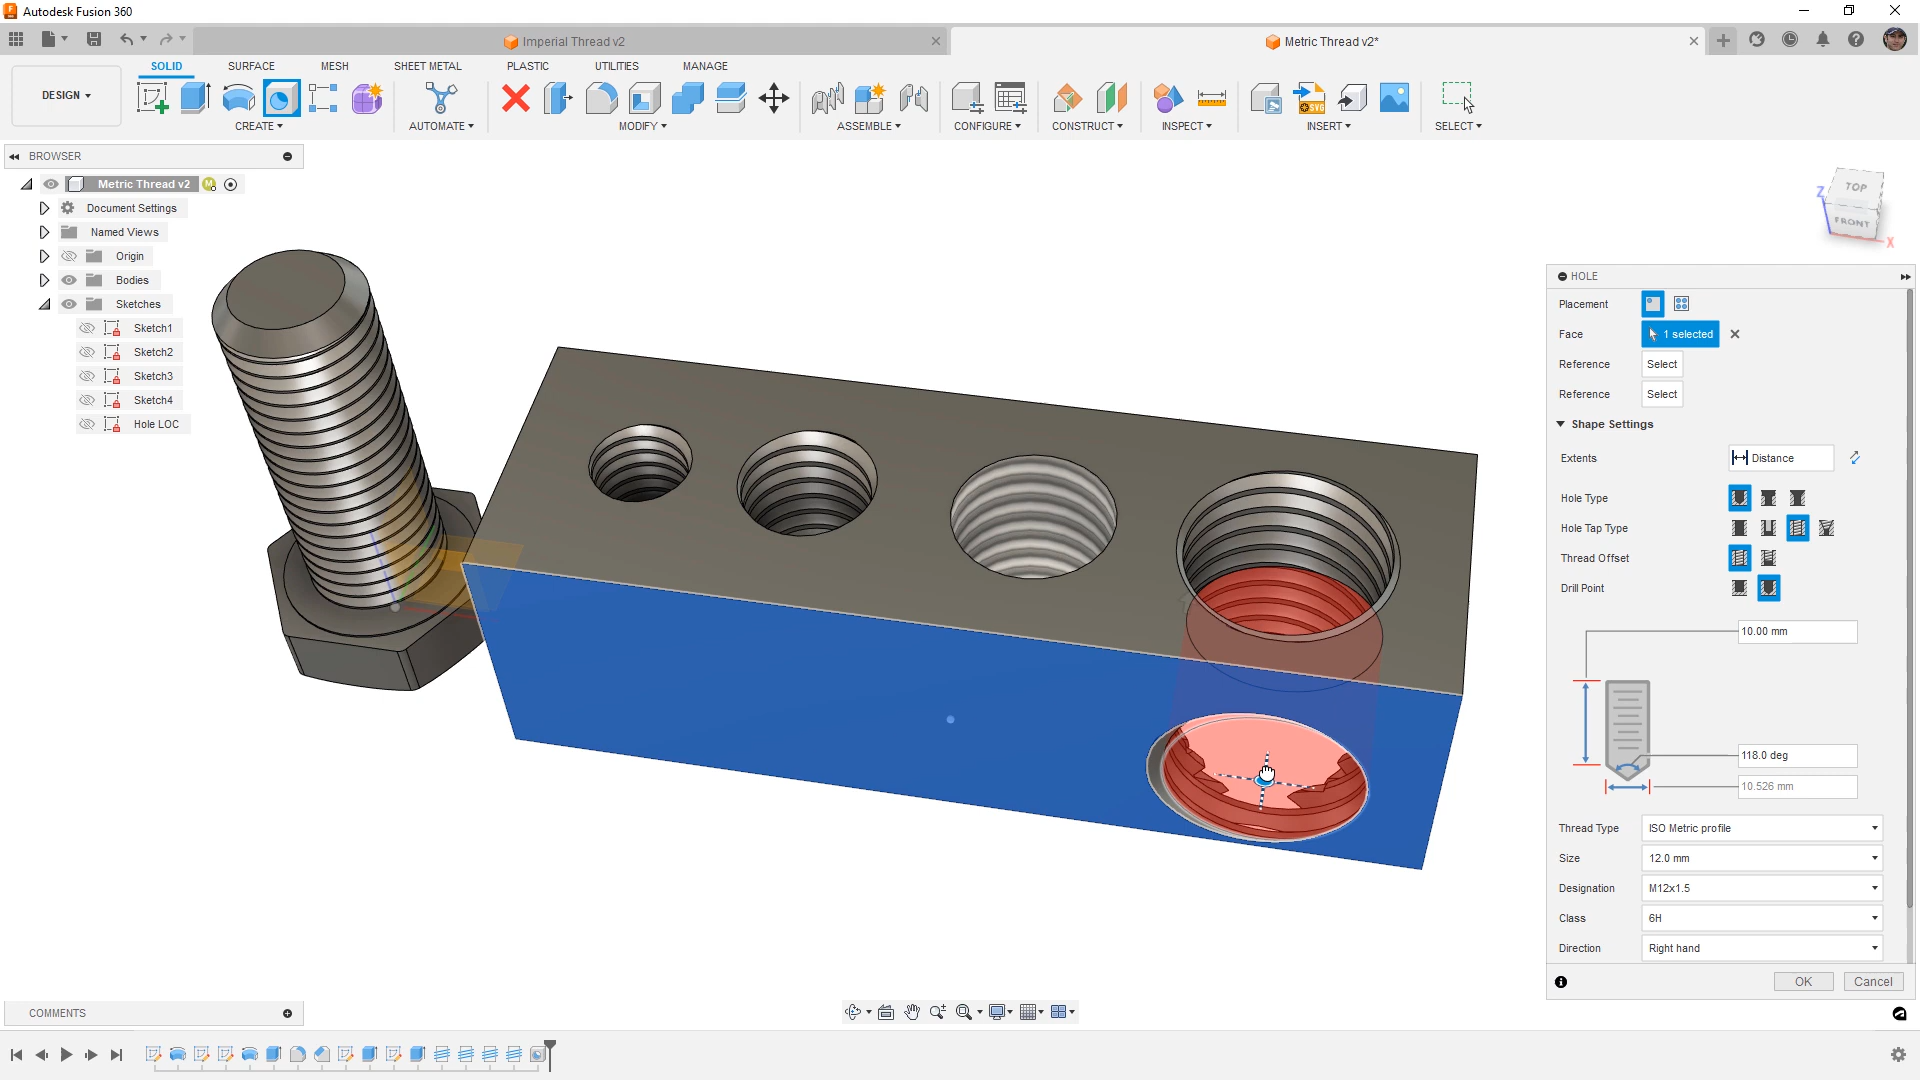 Autodesk Fusion 360
Imperial Thread v2
Metric Thread v2*
DESIGN
SOLID
SURFACE
MESH
SHEET METAL
PLASTIC
UTILITIES
MANAGE
CREATE
AUTOMATE
MODIFY
ASSEMBLE
CONFIGURE
CONSTRUCT
INSPECT
INSERT
SELECT
BROWSER
Metric Thread v2
Document Settings
Named Views
Origin
Bodies
Sketches
Sketch1
Sketch2
Sketch3
Sketch4
Hole LOC
TOP
FRONT
Z
X
HOLE
Placement
Face 1 selected
Reference Select
Reference Select
Shape Settings
Extents Distance
Hole Type
Hole Tap Type
Thread Offset
Drill Point
10.00 mm
118.0 deg
10.526 mm
Thread Type ISO Metric profile
Size 12.0 mm
Designation M12x1.5
Class 6H
Direction Right hand
OK Cancel
COMMENTS